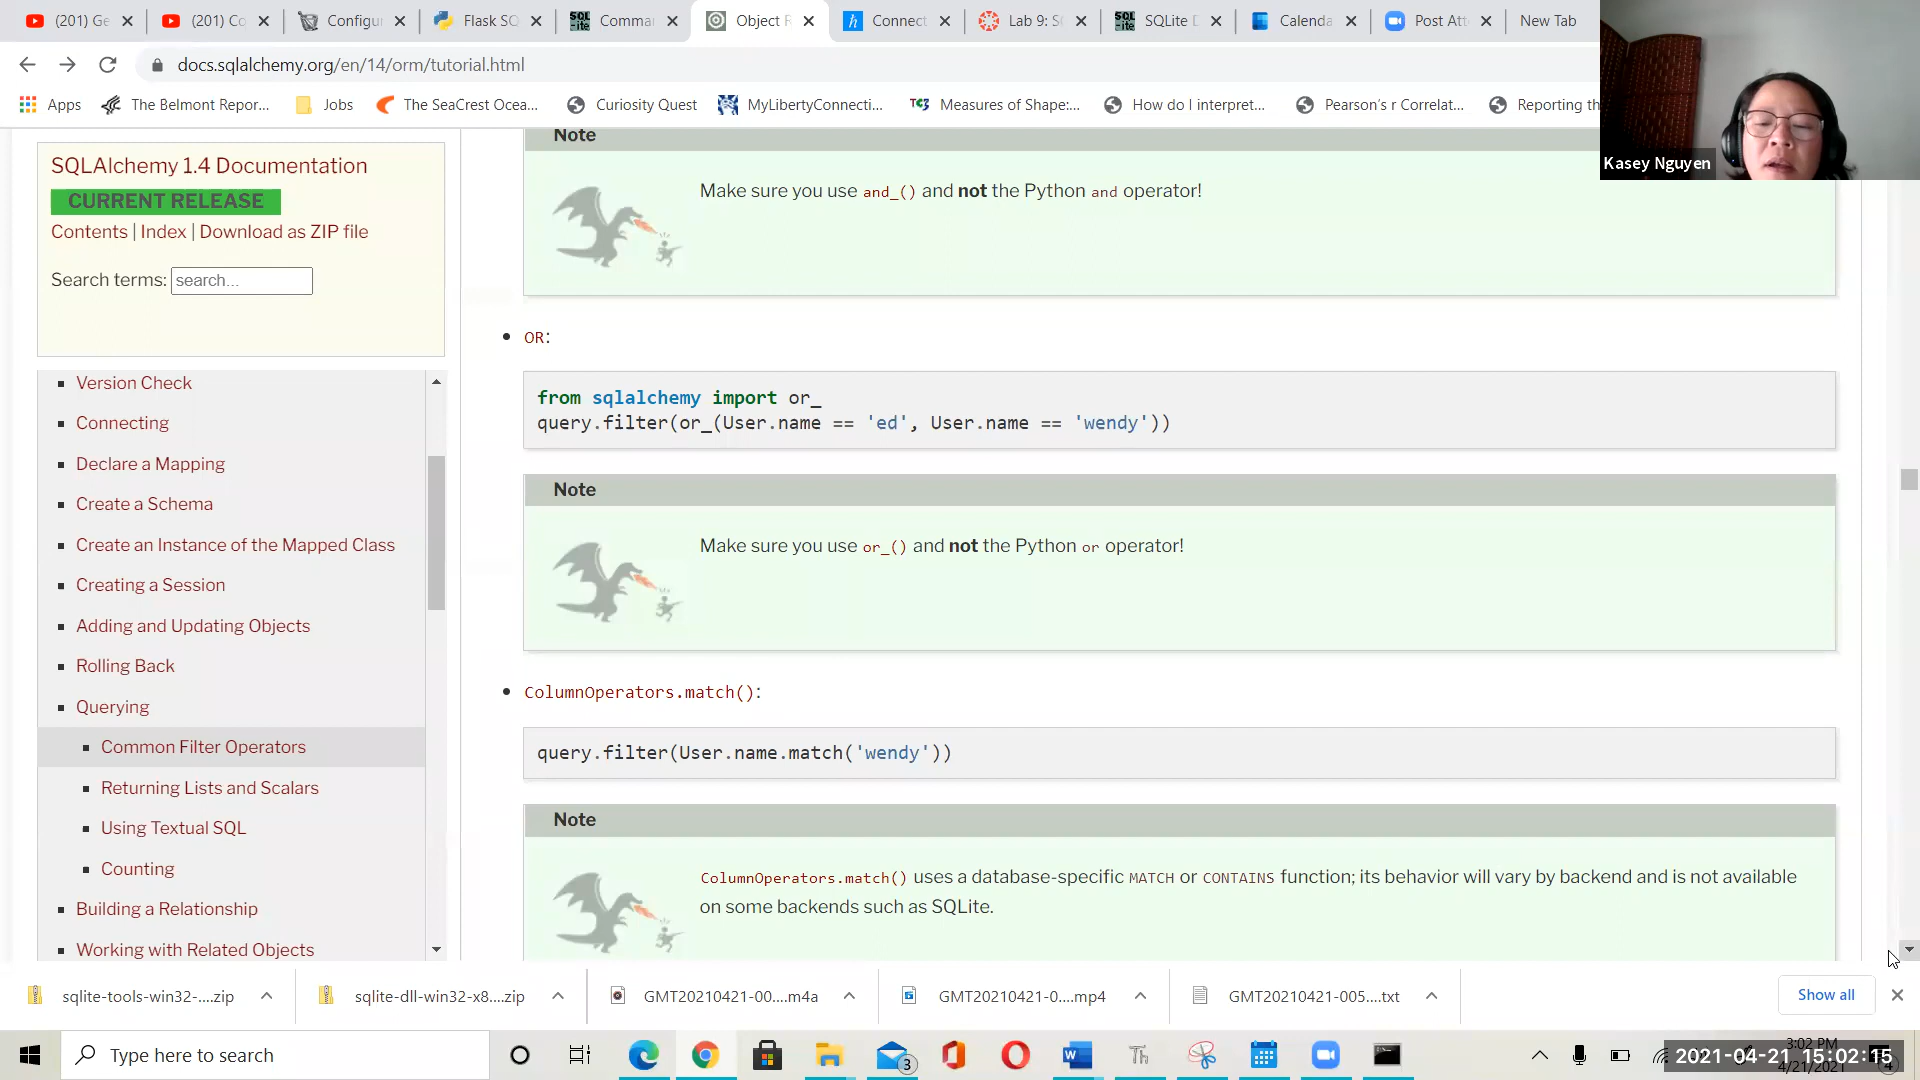 (201) Ge
(201) Co
Configur
Flask SQ
Comma
Object R
Connect
Lab 9: S
SQLite D
Calenda
Post Att
New Tab
docs.sqlalchemy.org/en/14/orm/tutorial.html
Apps
The Belmont Repor...
Jobs
The SeaCrest Ocea...
Curiosity Quest
MyLibertyConnecti...
Measures of Shape:...
How do I interpret...
Pearson's r Correlat...
Reporting th
Kasey Nguyen
SQLAlchemy 1.4 Documentation
CURRENT RELEASE
Contents | Index | Download as ZIP file
Search terms: search...
Version Check
Connecting
Declare a Mapping
Create a Schema
Create an Instance of the Mapped Class
Creating a Session
Adding and Updating Objects
Rolling Back
Querying
Common Filter Operators
Returning Lists and Scalars
Using Textual SQL
Counting
Building a Relationship
Working with Related Objects
Note
Make sure you use and_() and not the Python and operator!
OR:
from sqlalchemy import or_
query.filter(or_(User.name == 'ed', User.name == 'wendy'))
Note
Make sure you use or_() and not the Python or operator!
ColumnOperators.match():
query.filter(User.name.match('wendy'))
Note
ColumnOperators.match() uses a database-specific MATCH or CONTAINS function; its behavior will vary by backend and is not available
on some backends such as SQLite.
sqlite-tools-win32-....zip
sqlite-dll-win32-x8....zip
GMT20210421-00....m4a
GMT20210421-0....mp4
GMT20210421-005....txt
Show all
Type here to search
3
3:02 PM
2021-04-21 15:02:15